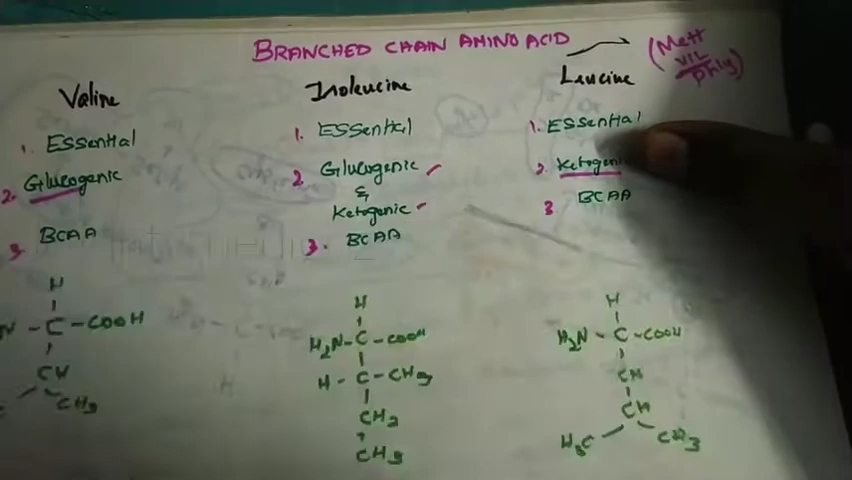 BRANCHED CHAIN AMINO ACID
(Mett
VIL
Phly)
Valine
1. Essential
2. Glucogenic
3. BCAA
H
N - C - COOH
CH
CH3
Isoleucine
1. Essential
2. Glucogenic
&
Ketogenic
3. BCAA
H
H2N - C - COOH
H - C - CH3
CH2
CH3
Leucine
1. Essential
2. Ketogeni
3. BCAA
H
H2N - C - COOH
CH
CH
H3C CH3